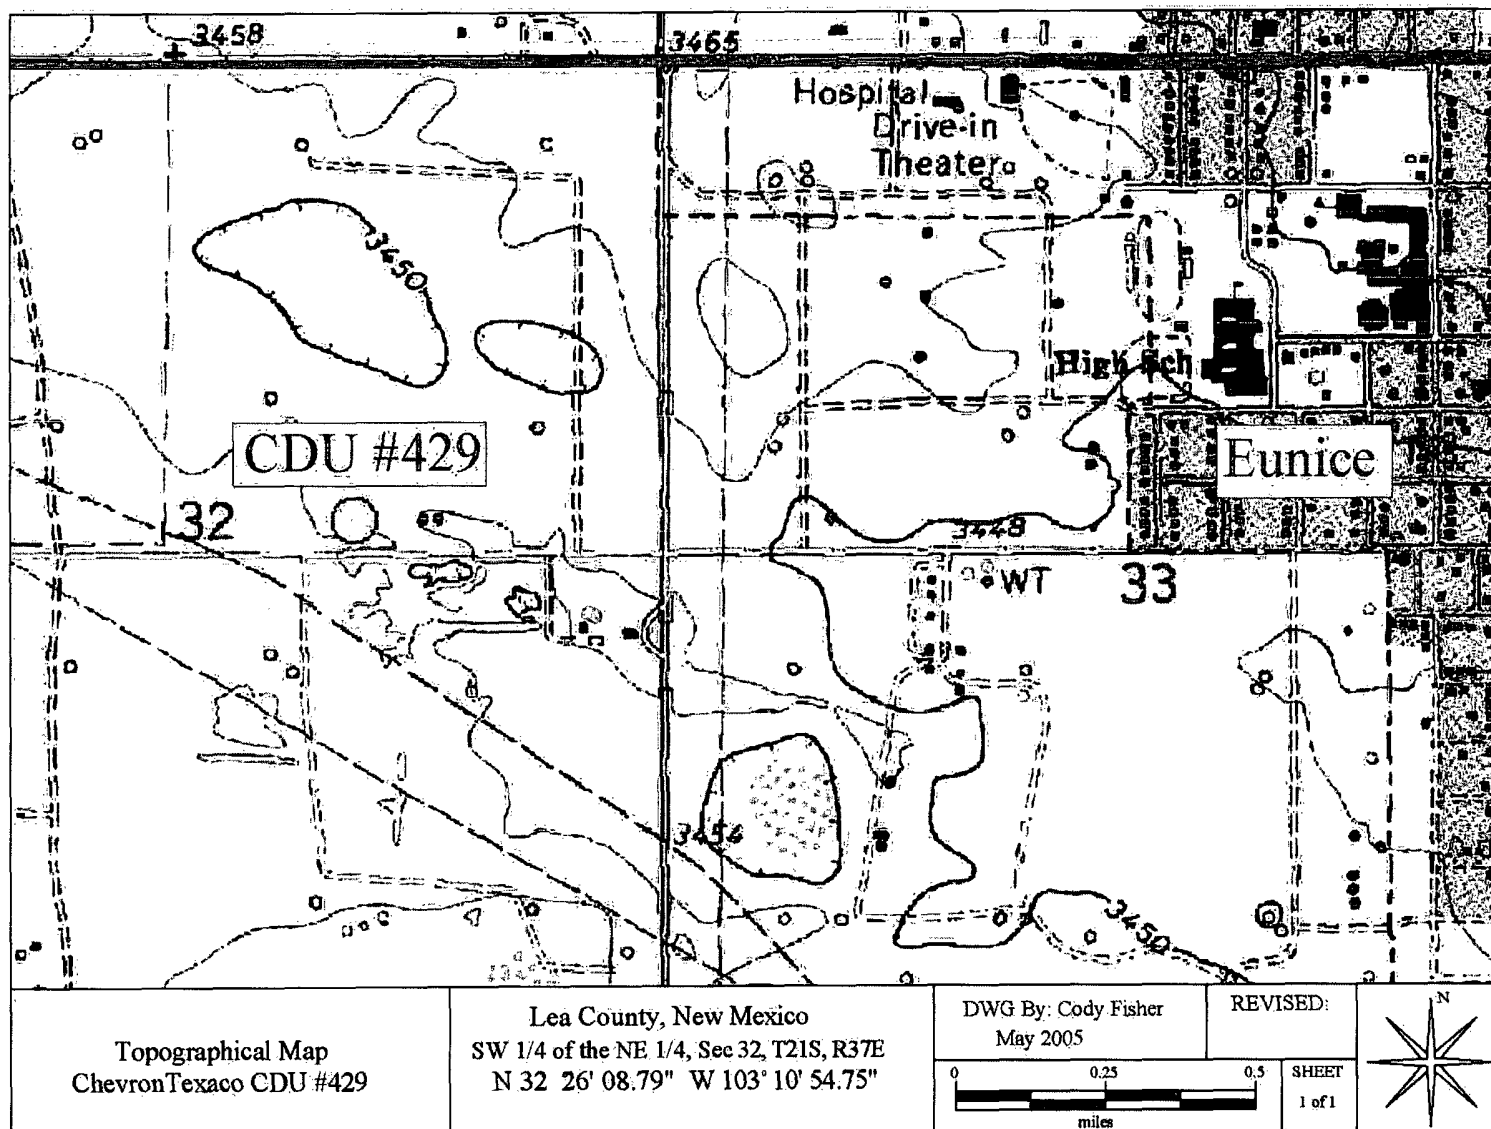 3458
3465
Hospital
Drive-in
Theater
3450
High Sch
CDU #429
Eunice
32
3448
WT
33
3454
3450
Topographical Map
ChevronTexaco CDU #429
Lea County, New Mexico
SW 1/4 of the NE 1/4, Sec 32, T21S, R37E
N 32 26' 08.79" W 103° 10' 54.75"
DWG By: Cody Fisher
May 2005
REVISED:
0 0.25 0.5
miles
SHEET
1 of 1
N